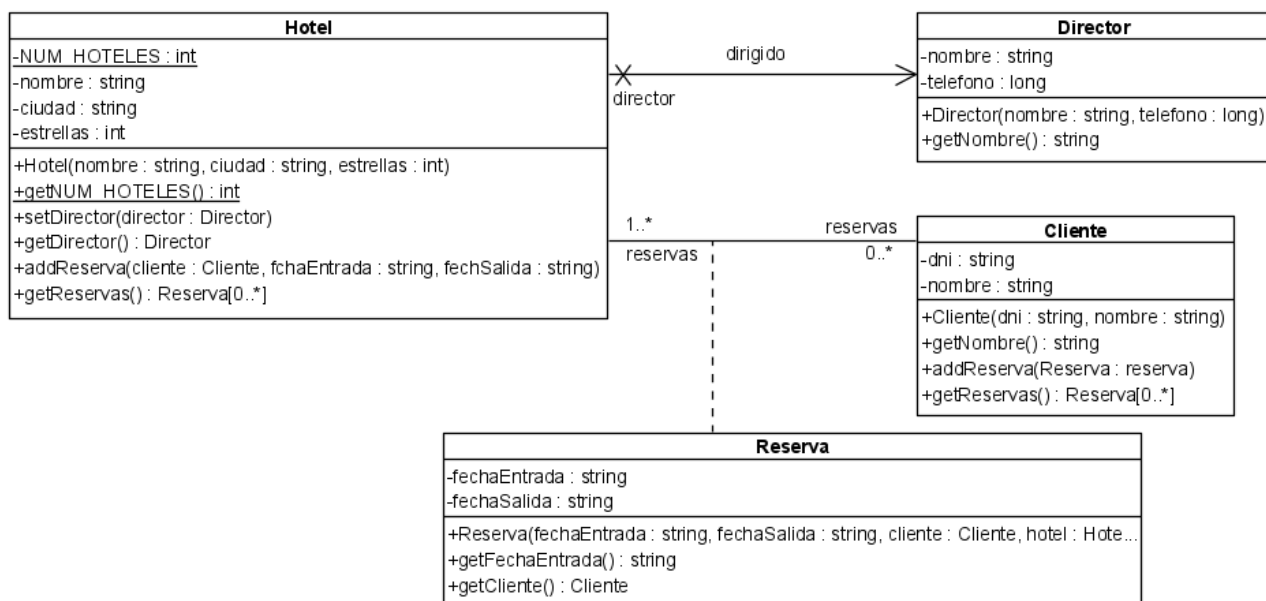 Hotel
-NUM_HOTELES : int
-nombre : string
-ciudad : string
-estrellas : int
+Hotel(nombre : string, ciudad : string, estrellas : int)
+getNUM_HOTELES() : int
+setDirector(director : Director)
+getDirector() : Director
+addReserva(cliente : Cliente, fchaEntrada : string, fechSalida : string)
+getReservas() : Reserva[0..*]
dirigido
director
Director
-nombre : string
-telefono : long
+Director(nombre : string, telefono : long)
+getNombre() : string
1..*
reservas
reservas
0..*
Cliente
-dni : string
-nombre : string
+Cliente(dni : string, nombre : string)
+getNombre() : string
+addReserva(Reserva : reserva)
+getReservas() : Reserva[0..*]
Reserva
-fechaEntrada : string
-fechaSalida : string
+Reserva(fechaEntrada : string, fechaSalida : string, cliente : Cliente, hotel : Hote...
+getFechaEntrada() : string
+getCliente() : Cliente